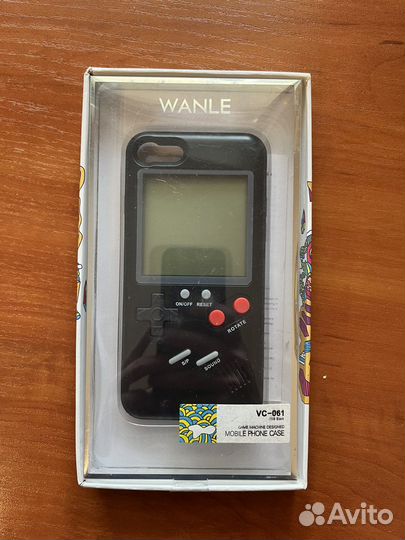 WANLE
ON/OFF RESET
ROTATE
S/P
SOUND
VC-061
GAME MACHINE DESIGNED
MOBILE PHONE CASE
Avito